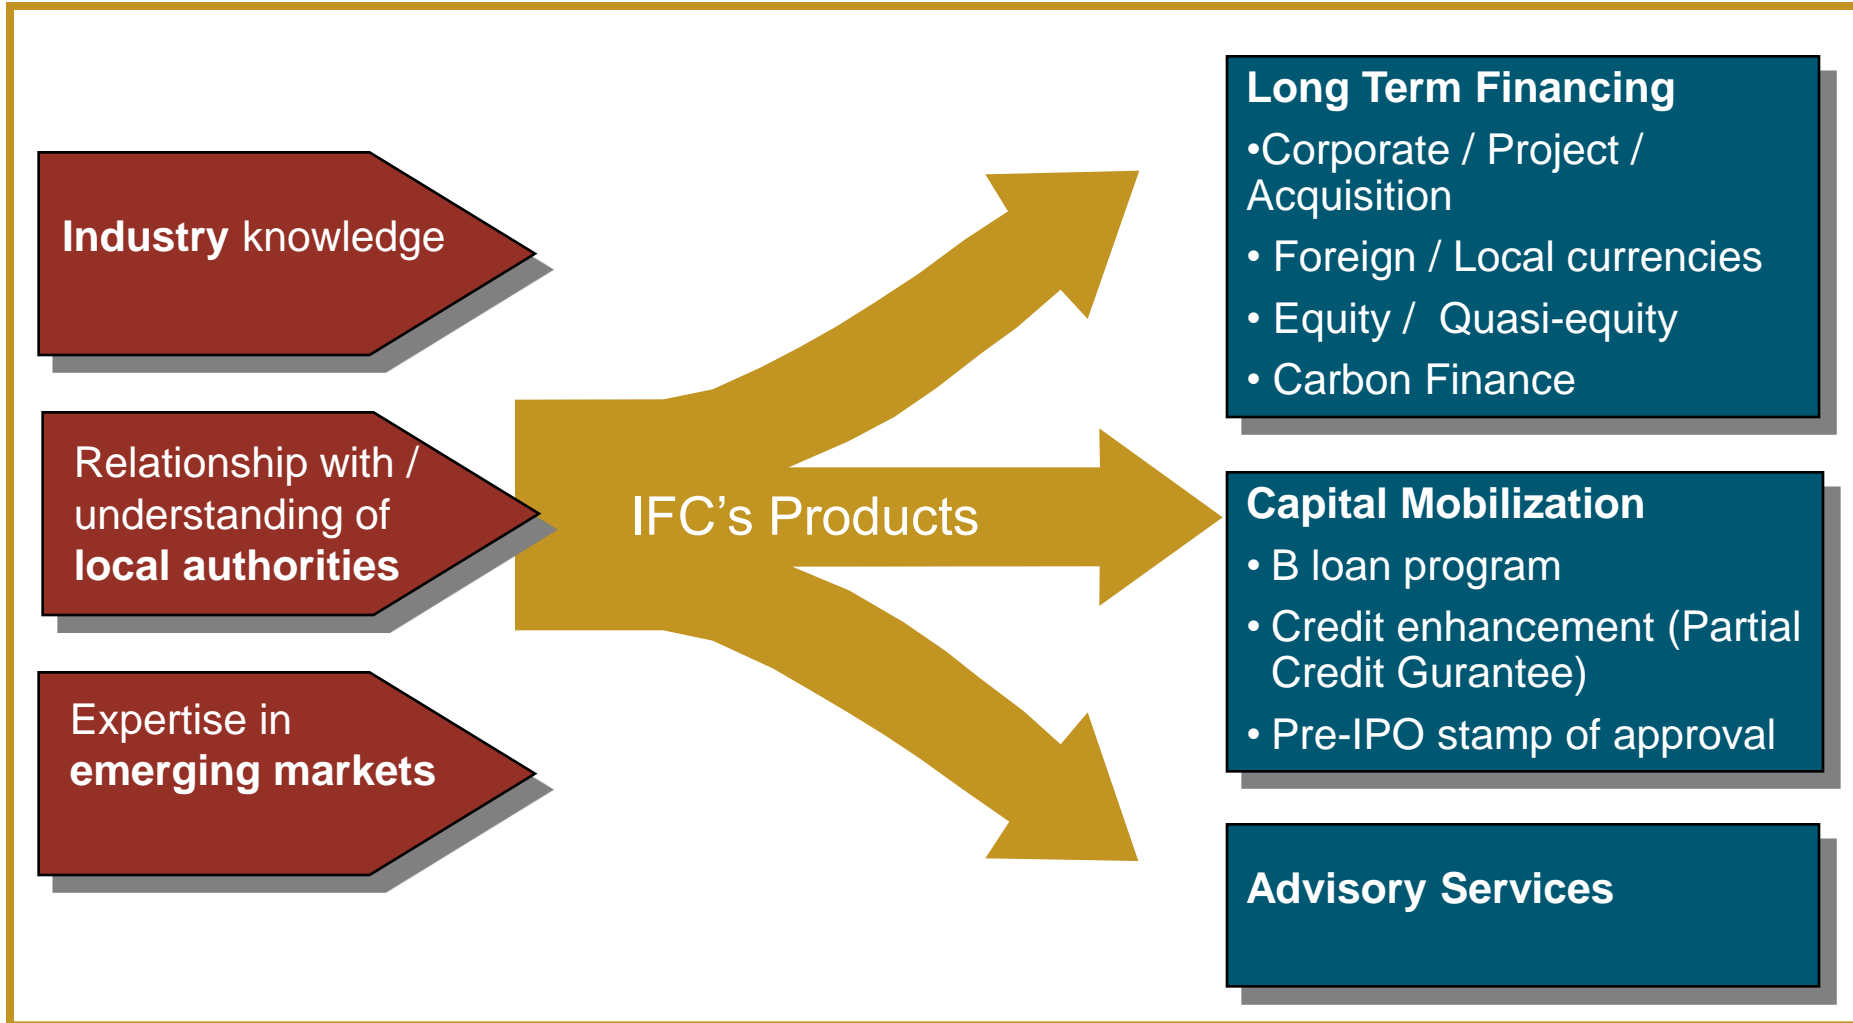 Industry knowledge
Relationship with /
understanding of
local authorities
Expertise in
emerging markets
IFC’s Products
Long Term Financing
•Corporate / Project /
Acquisition
• Foreign / Local currencies
• Equity /  Quasi-equity
• Carbon Finance
Capital Mobilization
• B loan program
• Credit enhancement (Partial
Credit Gurantee)
• Pre-IPO stamp of approval
Advisory Services